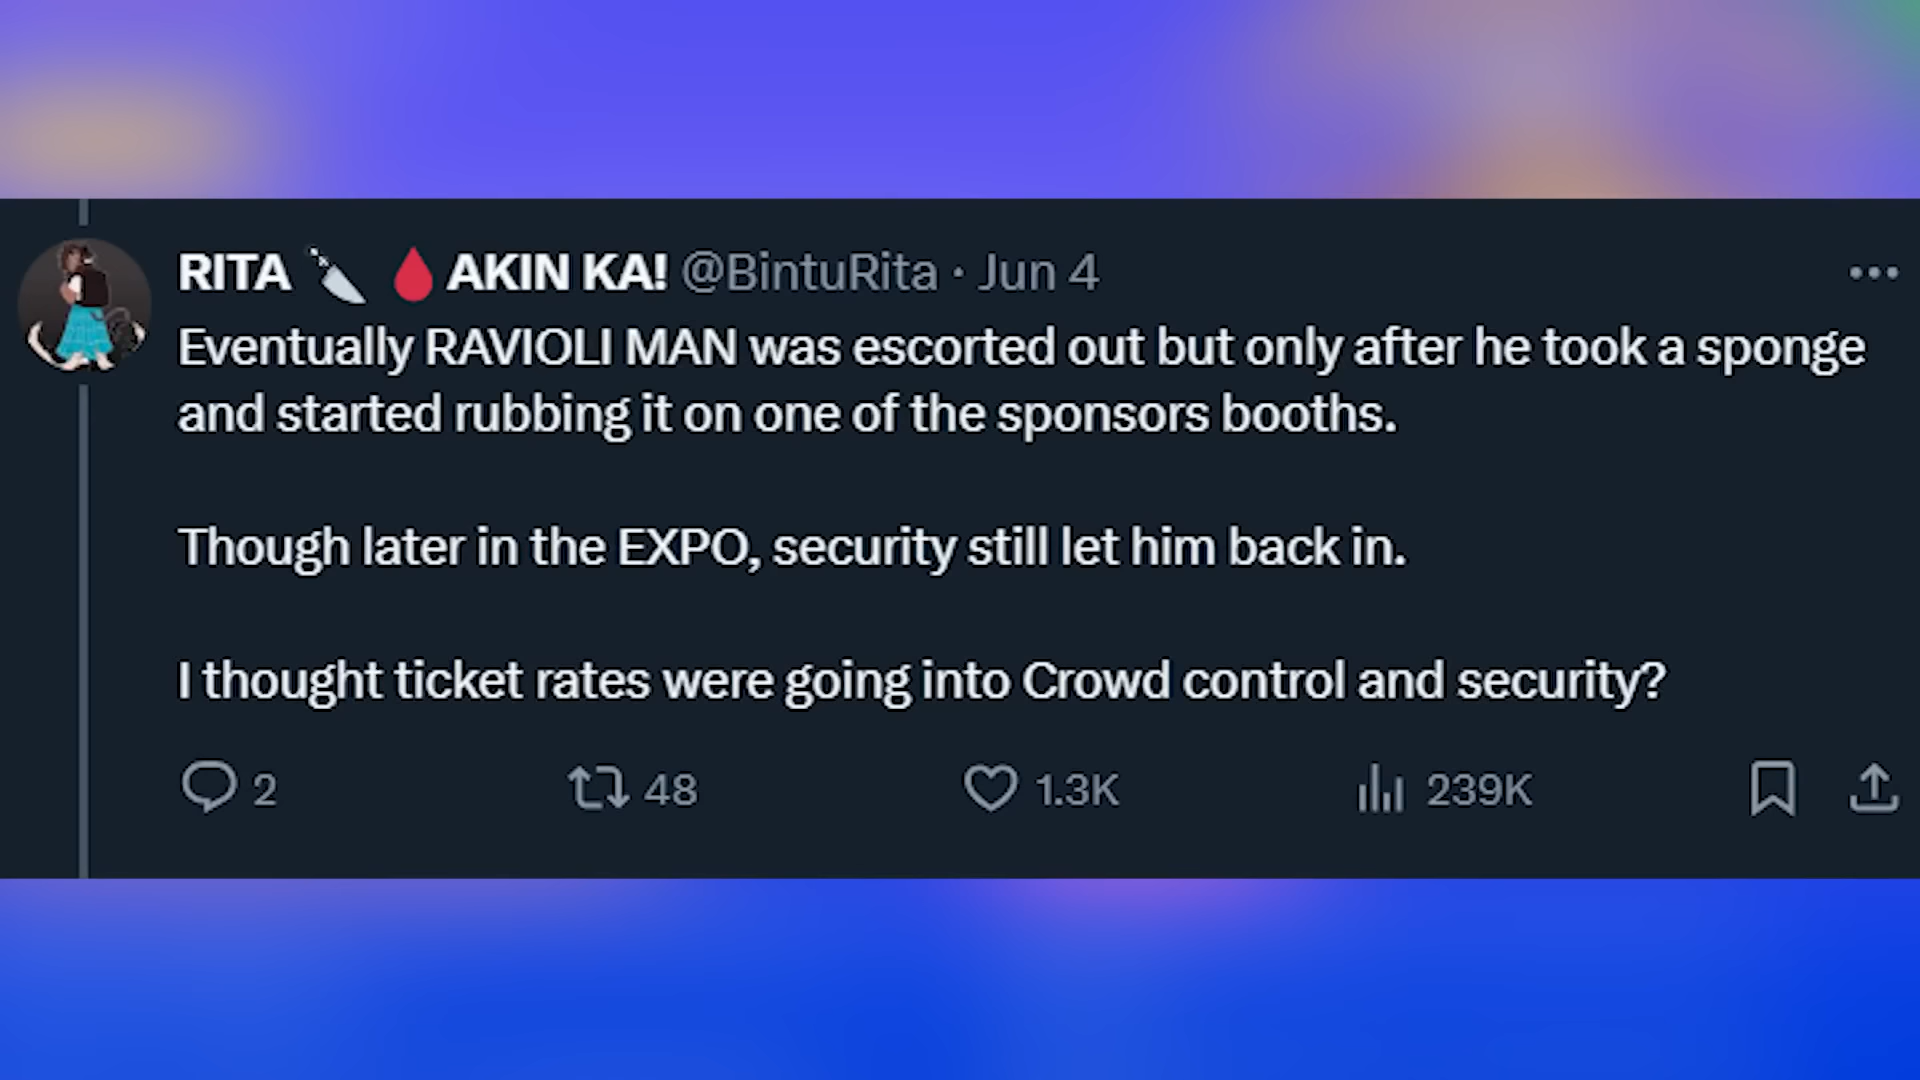 RITA 🔪 🩸 AKIN KA! @BintuRita · Jun 4
Eventually RAVIOLI MAN was escorted out but only after he took a sponge
and started rubbing it on one of the sponsors booths.
Though later in the EXPO, security still let him back in.
I thought ticket rates were going into Crowd control and security?
2 48 1.3K 239K